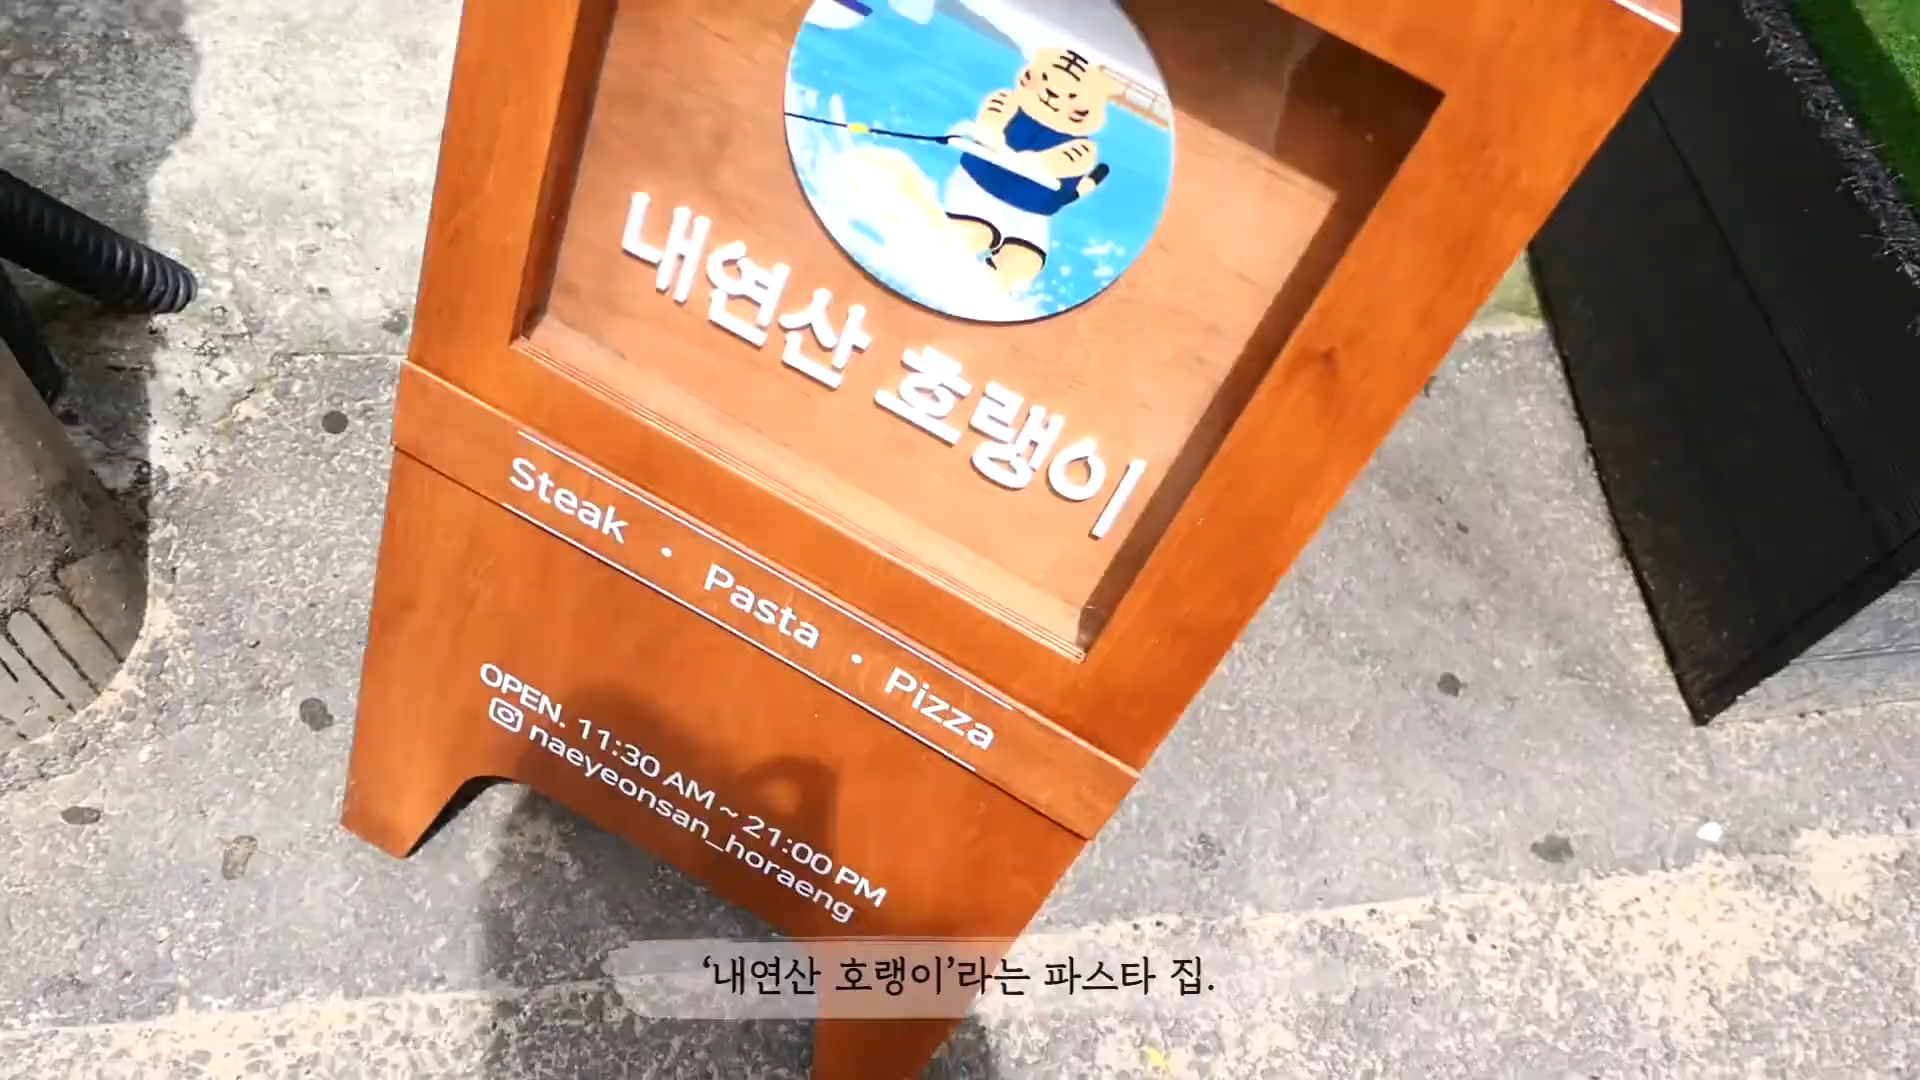 王
내연산 호랭이
Steak • Pasta • Pizza
OPEN. 11:30 AM ~ 21:00 PM
naeyeonsan_horaeng
‘내연산 호랭이’라는 파스타 집.